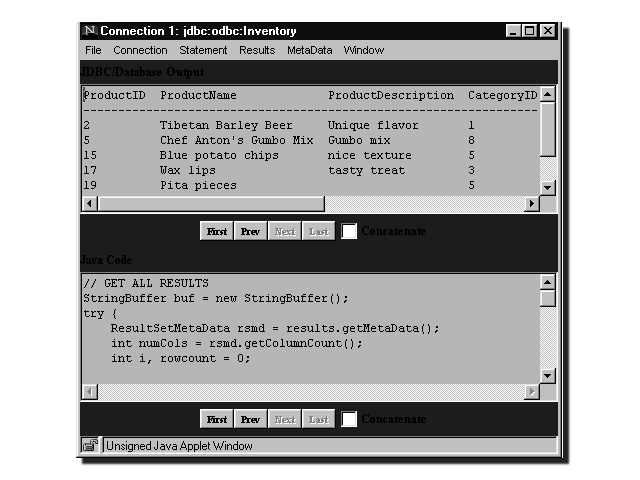 Connection 1: jdbc:odbc:Inventory
File Connection Statement Results MetaData Window
JDBC/Database Output
ProductID ProductName ProductDescription CategoryID
--------------------------------------------------------------
2 Tibetan Barley Beer Unique flavor 1
5 Chef Anton's Gumbo Mix Gumbo mix 8
15 Blue potato chips nice texture 5
17 Wax lips tasty treat 3
19 Pita pieces 5
First Prev Next Last Concatenate
Java Code
// GET ALL RESULTS
StringBuffer buf = new StringBuffer();
try {
ResultSetMetaData rsmd = results.getMetaData();
int numCols = rsmd.getColumnCount();
int i, rowcount = 0;
First Prev Next Last Concatenate
Unsigned Java Applet Window